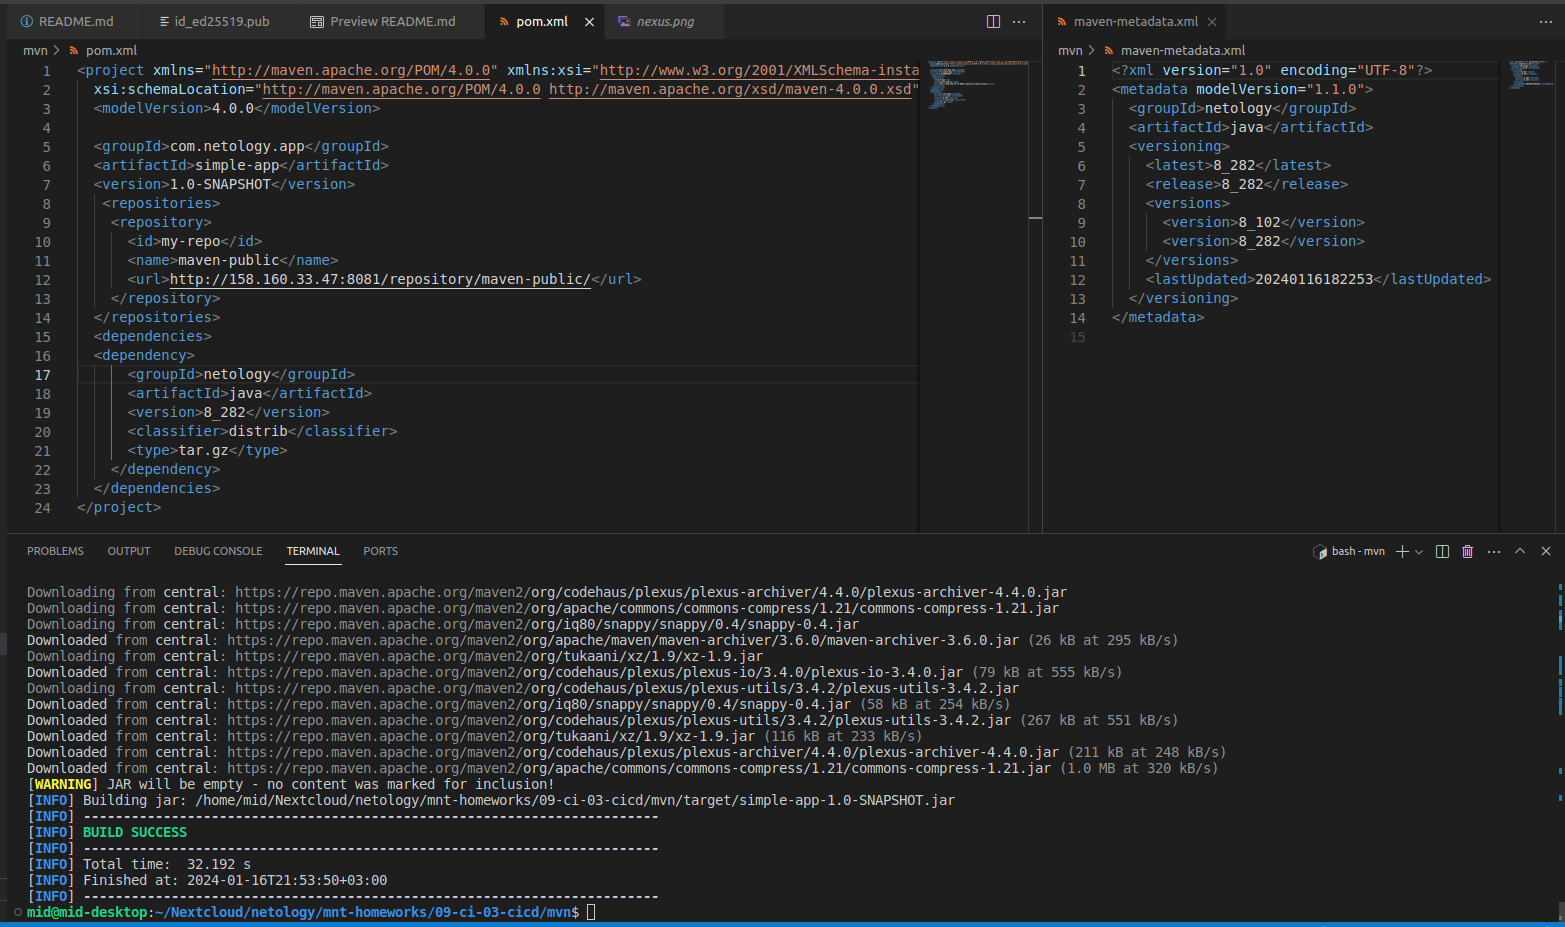 README.md
id_ed25519.pub
Preview README.md
pom.xml
nexus.png
mvn > pom.xml
1 <project xmlns="http://maven.apache.org/POM/4.0.0" xmlns:xsi="http://www.w3.org/2001/XMLSchema-insta
2 xsi:schemaLocation="http://maven.apache.org/POM/4.0.0 http://maven.apache.org/xsd/maven-4.0.0.xsd"
3 <modelVersion>4.0.0</modelVersion>
4
5 <groupId>com.netology.app</groupId>
6 <artifactId>simple-app</artifactId>
7 <version>1.0-SNAPSHOT</version>
8 <repositories>
9 <repository>
10 <id>my-repo</id>
11 <name>maven-public</name>
12 <url>http://158.160.33.47:8081/repository/maven-public/</url>
13 </repository>
14 </repositories>
15 <dependencies>
16 <dependency>
17 <groupId>netology</groupId>
18 <artifactId>java</artifactId>
19 <version>8_282</version>
20 <classifier>distrib</classifier>
21 <type>tar.gz</type>
22 </dependency>
23 </dependencies>
24 </project>
maven-metadata.xml
mvn > maven-metadata.xml
1 <?xml version="1.0" encoding="UTF-8"?>
2 <metadata modelVersion="1.1.0">
3 <groupId>netology</groupId>
4 <artifactId>java</artifactId>
5 <versioning>
6 <latest>8_282</latest>
7 <release>8_282</release>
8 <versions>
9 <version>8_102</version>
10 <version>8_282</version>
11 </versions>
12 <lastUpdated>20240116182253</lastUpdated>
13 </versioning>
14 </metadata>
15
PROBLEMS OUTPUT DEBUG CONSOLE TERMINAL PORTS
bash - mvn
Downloading from central: https://repo.maven.apache.org/maven2/org/codehaus/plexus/plexus-archiver/4.4.0/plexus-archiver-4.4.0.jar
Downloading from central: https://repo.maven.apache.org/maven2/org/apache/commons/commons-compress/1.21/commons-compress-1.21.jar
Downloading from central: https://repo.maven.apache.org/maven2/org/iq80/snappy/snappy/0.4/snappy-0.4.jar
Downloaded from central: https://repo.maven.apache.org/maven2/org/apache/maven/maven-archiver/3.6.0/maven-archiver-3.6.0.jar (26 kB at 295 kB/s)
Downloading from central: https://repo.maven.apache.org/maven2/org/tukaani/xz/1.9/xz-1.9.jar
Downloaded from central: https://repo.maven.apache.org/maven2/org/codehaus/plexus/plexus-io/3.4.0/plexus-io-3.4.0.jar (79 kB at 555 kB/s)
Downloading from central: https://repo.maven.apache.org/maven2/org/codehaus/plexus/plexus-utils/3.4.2/plexus-utils-3.4.2.jar
Downloaded from central: https://repo.maven.apache.org/maven2/org/iq80/snappy/snappy/0.4/snappy-0.4.jar (58 kB at 254 kB/s)
Downloaded from central: https://repo.maven.apache.org/maven2/org/codehaus/plexus/plexus-utils/3.4.2/plexus-utils-3.4.2.jar (267 kB at 551 kB/s)
Downloaded from central: https://repo.maven.apache.org/maven2/org/tukaani/xz/1.9/xz-1.9.jar (116 kB at 233 kB/s)
Downloaded from central: https://repo.maven.apache.org/maven2/org/codehaus/plexus/plexus-archiver/4.4.0/plexus-archiver-4.4.0.jar (211 kB at 248 kB/s)
Downloaded from central: https://repo.maven.apache.org/maven2/org/apache/commons/commons-compress/1.21/commons-compress-1.21.jar (1.0 MB at 320 kB/s)
[WARNING] JAR will be empty - no content was marked for inclusion!
[INFO] Building jar: /home/mid/Nextcloud/netology/mnt-homeworks/09-ci-03-cicd/mvn/target/simple-app-1.0-SNAPSHOT.jar
[INFO] ------------------------------------------------------------------------
[INFO] BUILD SUCCESS
[INFO] ------------------------------------------------------------------------
[INFO] Total time:  32.192 s
[INFO] Finished at: 2024-01-16T21:53:50+03:00
[INFO] ------------------------------------------------------------------------
mid@mid-desktop:~/Nextcloud/netology/mnt-homeworks/09-ci-03-cicd/mvn$